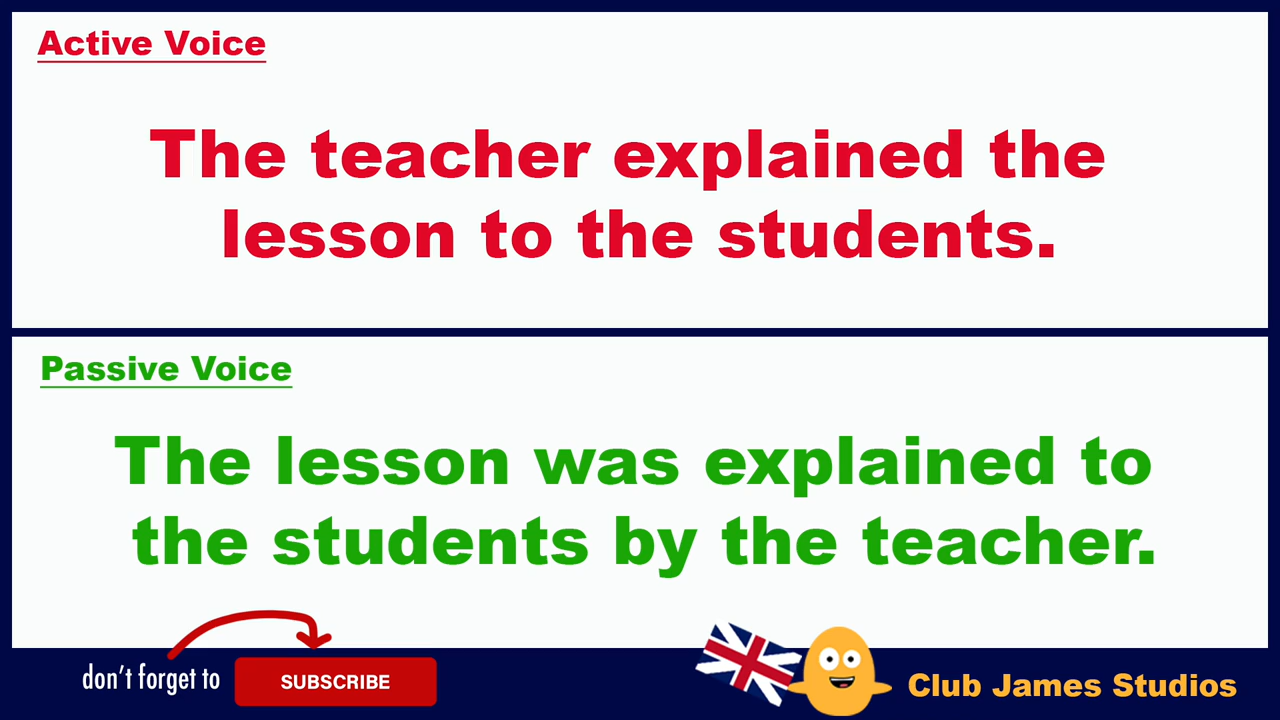 Active Voice
The teacher explained the
lesson to the students.
Passive Voice
The lesson was explained to
the students by the teacher.
don't forget to
SUBSCRIBE
Club James Studios